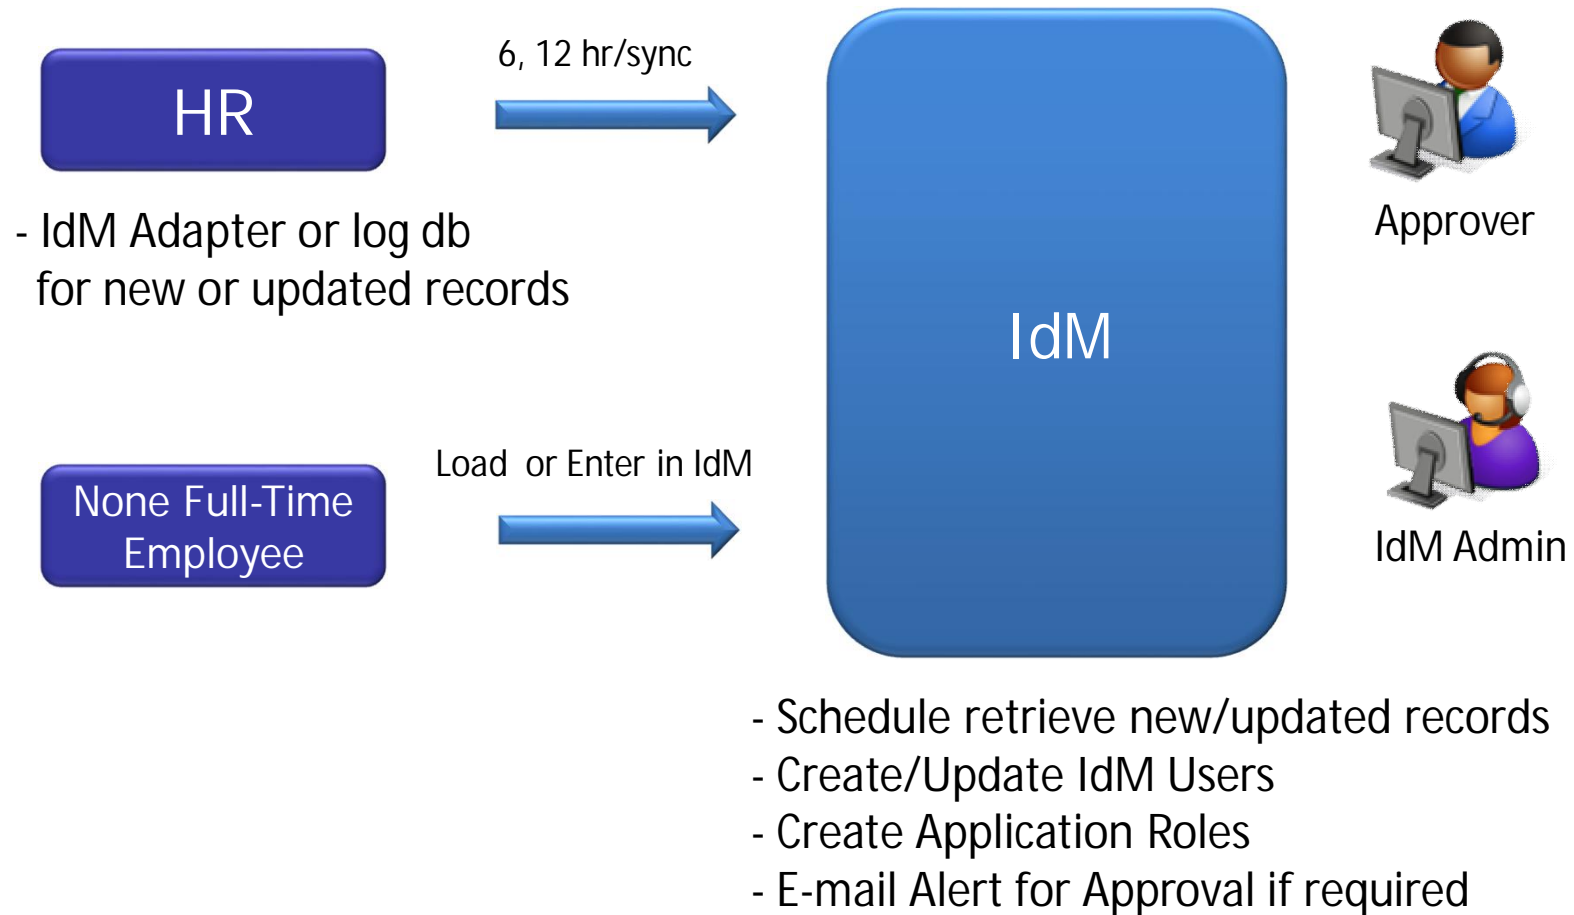 HR
6, 12 hr/sync
- IdM Adapter or log db
for new or updated records
None Full-Time
Employee
Load or Enter in IdM
IdM
Approver
IdM Admin
- Schedule retrieve new/updated records
- Create/Update IdM Users
- Create Application Roles
- E-mail Alert for Approval if required